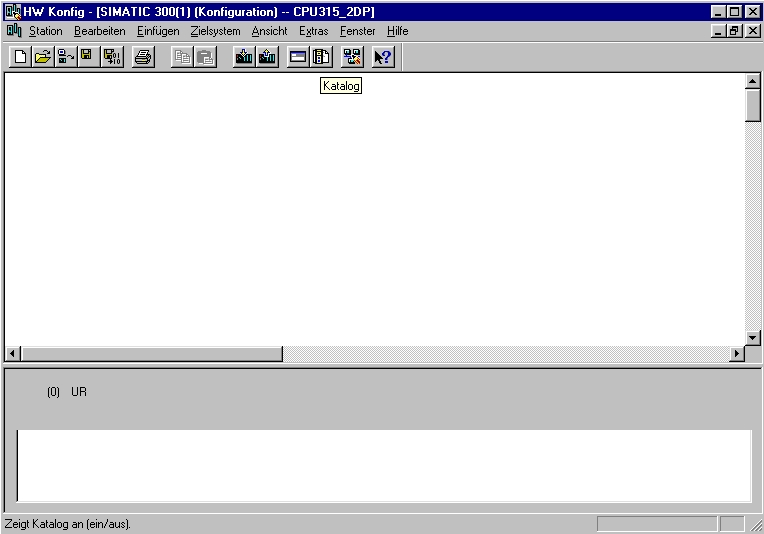 HW Konfig - [SIMATIC 300(1) (Konfiguration) -- CPU315_2DP]
Station Bearbeiten Einfügen Zielsystem Ansicht Extras Fenster Hilfe
Katalog
(0) UR
Zeigt Katalog an (ein/aus).